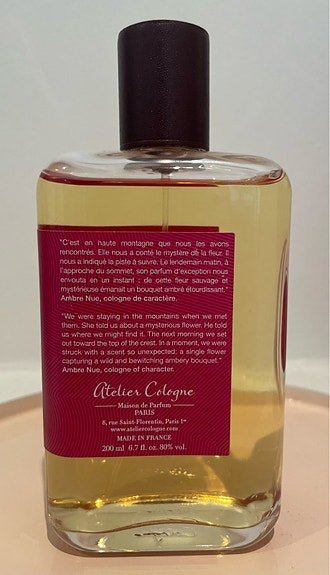 "C'est en haute montagne que nous les avons
rencontrés. Elle nous a conté le mystère de la fleur. Il
nous a indiqué la piste à suivre. Le lendemain matin, à
l'approche du sommet, son parfum d'exception nous
envouta en un instant : de cette fleur sauvage et
mystérieuse émanait un bouquet ambré étourdissant."
Ambre Nue, cologne de caractère.
"We were staying in the mountains when we
met them. She told us about a mysterious flower. He told
us where we might find it. The next morning we set
out toward the top of the crest. In a moment, we were
struck with a scent so unexpected: a single flower
capturing a wild and bewitching ambery bouquet."
Ambre Nue, cologne of character.
Atelier Cologne
Maison de Parfum
PARIS
8, rue Saint-Florentin, Paris 1er
www.ateliercologne.com
MADE IN FRANCE
200 ml 6.7 fl. oz. 80% vol.